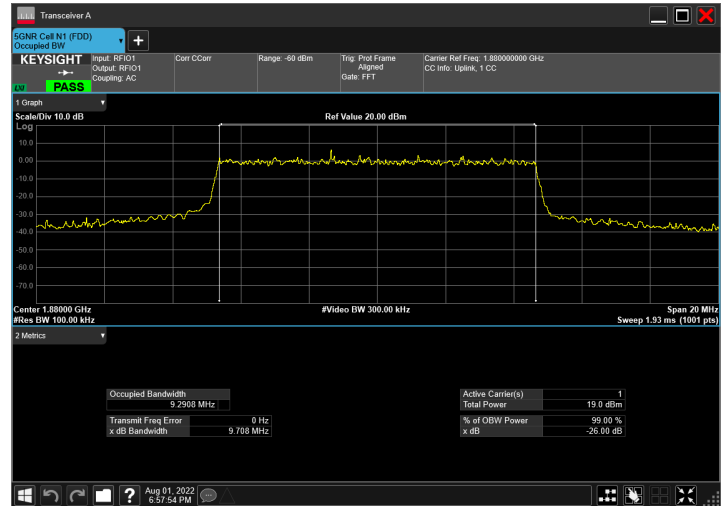 Transceiver A
5GNR Cell N1 (FDD)
Occupied BW
KEYSIGHT
PASS
Input: RFIO1
Output: RFIO1
Coupling: AC
Corr CCorr
Range: -60 dBm
Trig: Prot Frame
Aligned
Gate: FFT
Carrier Ref Freq: 1.880000000 GHz
CC Info: Uplink, 1 CC
1 Graph
Scale/Div 10.0 dB
Ref Value 20.00 dBm
Log
10.0
0.00
-10.0
-20.0
-30.0
-40.0
-50.0
-60.0
-70.0
Center 1.88000 GHz
#Video BW 300.00 kHz
Span 20 MHz
#Res BW 100.00 kHz
Sweep 1.93 ms (1001 pts)
2 Metrics
Occupied Bandwidth
9.2908 MHz
Transmit Freq Error 0 Hz
x dB Bandwidth 9.708 MHz
Active Carrier(s) 1
Total Power 19.0 dBm
% of OBW Power 99.00 %
x dB -26.00 dB
Aug 01, 2022
6:57:54 PM